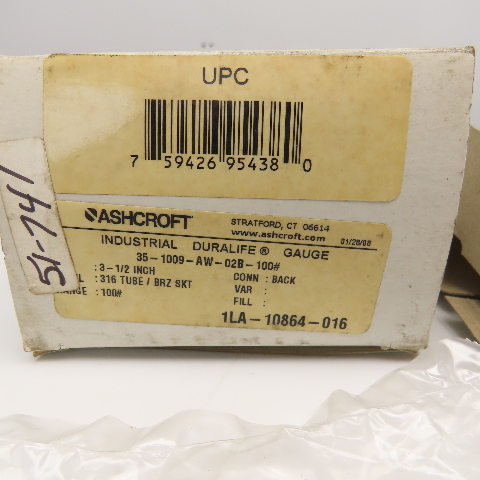 UPC
7 59426 95438 0
51-741
ASHCROFT®
STRATFORD, CT 06614
www.ashcroft.com 01/28/08
INDUSTRIAL DURALIFE® GAUGE
35-1009-AW-02B-100#
: 3-1/2 INCH CONN : BACK
: 316 TUBE / BRZ SKT VAR :
: 100# FILL :
1LA-10864-016